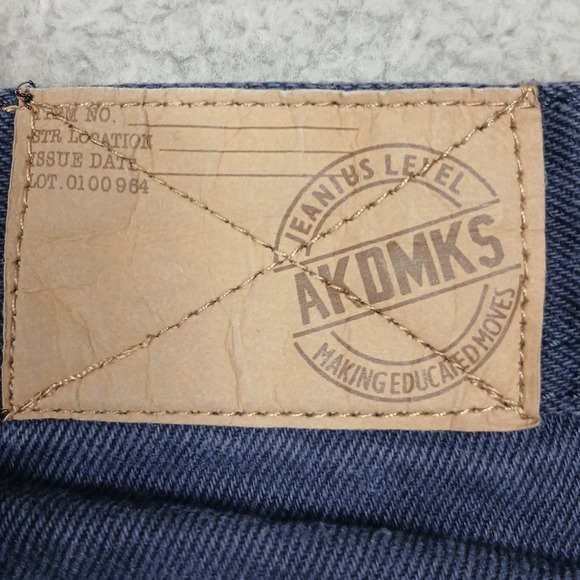 ITEM NO.
STR LOCATION
ISSUE DATE
LOT.0100964
JEANIUS LEVEL
AKDMKS
MAKING EDUCATED MOVES